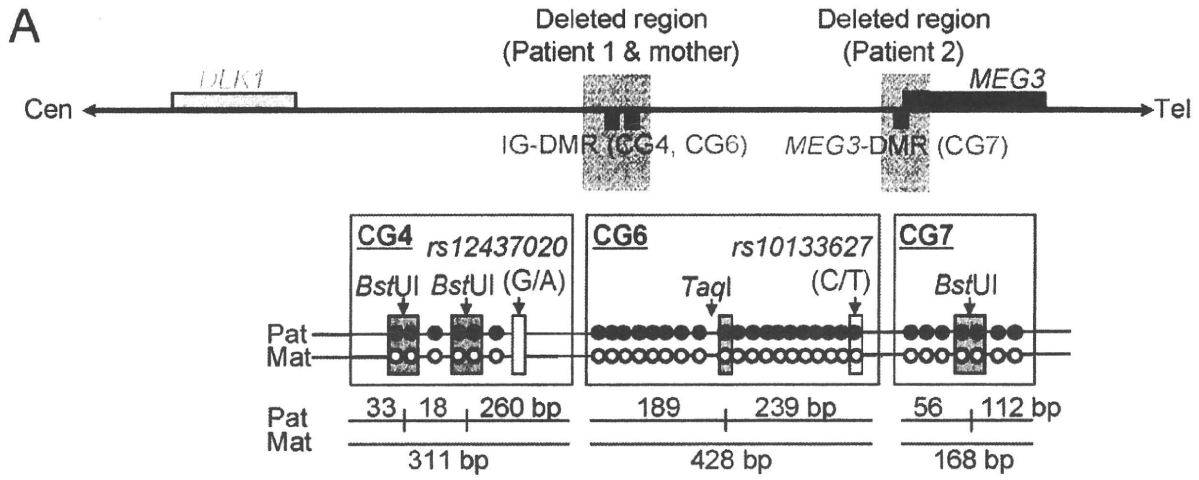 A
Deleted region
(Patient 1 & mother)
Deleted region
(Patient 2)
DLK1
MEG3
Cen
Tel
IG-DMR (CG4, CG6)
MEG3-DMR (CG7)
CG4
rs12437020
(G/A)
BstUI
BstUI
CG6
rs10133627
(C/T)
TaqI
CG7
BstUI
Pat
Mat
33
18
260 bp
189
239 bp
56
112 bp
Pat
Mat
311 bp
428 bp
168 bp